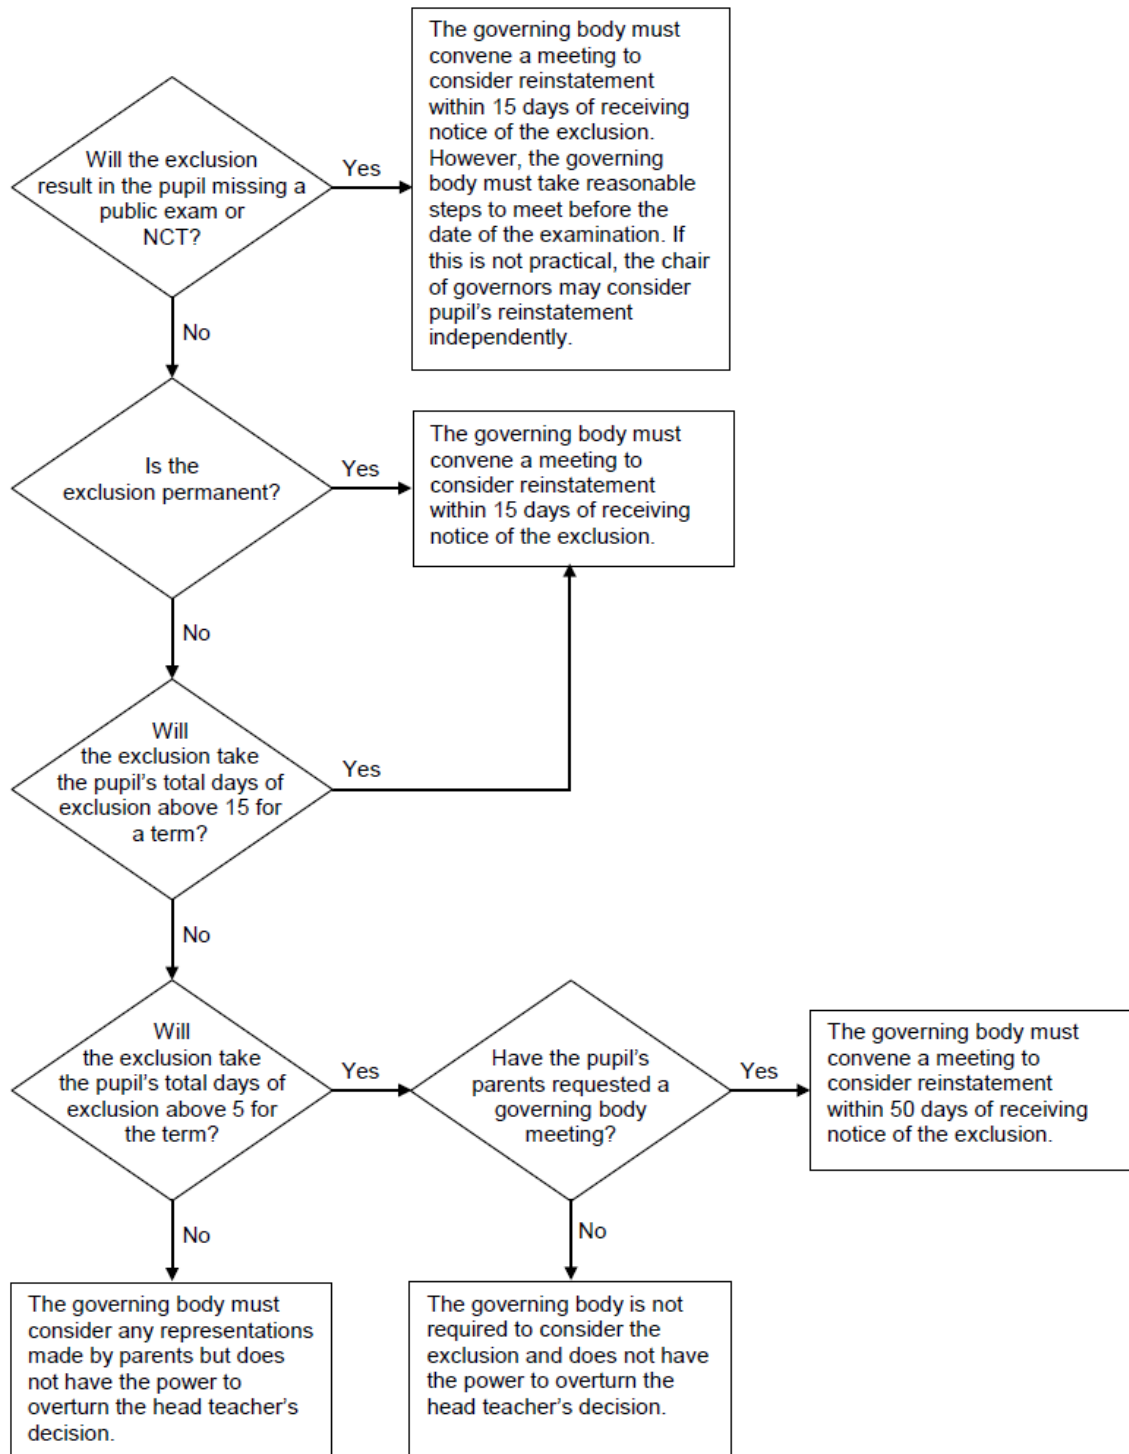 Will the exclusion
result in the pupil missing a
public exam or
NCT?
Yes
The governing body must
convene a meeting to
consider reinstatement
within 15 days of receiving
notice of the exclusion.
However, the governing
body must take reasonable
steps to meet before the
date of the examination. If
this is not practical, the chair
of governors may consider
pupil's reinstatement
independently.
No
Is the
exclusion permanent?
Yes
The governing body must
convene a meeting to
consider reinstatement
within 15 days of receiving
notice of the exclusion.
No
Will
the exclusion take
the pupil's total days of
exclusion above 15 for
a term?
Yes
No
Will
the exclusion take
the pupil's total days of
exclusion above 5 for
the term?
Yes
Have the pupil's
parents requested a
governing body
meeting?
Yes
The governing body must
convene a meeting to
consider reinstatement
within 50 days of receiving
notice of the exclusion.
No
The governing body must
consider any representations
made by parents but does
not have the power to
overturn the head teacher's
decision.
No
The governing body is not
required to consider the
exclusion and does not have
the power to overturn the
head teacher's decision.